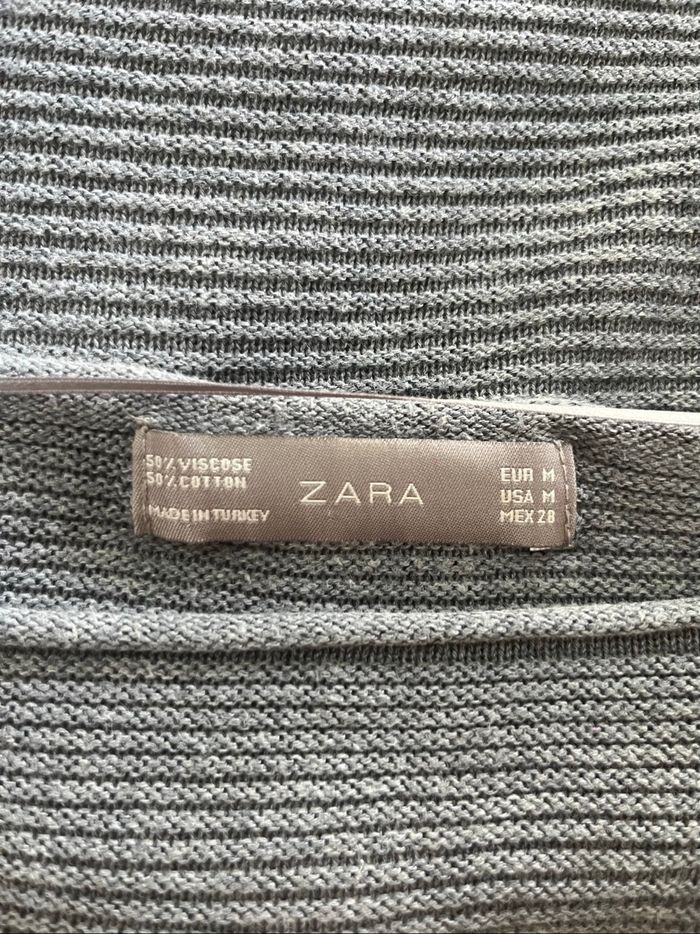 50%VISCOSE
50%COTTON
MADE IN TURKEY
ZARA
EUR M
USA M
MEX 28